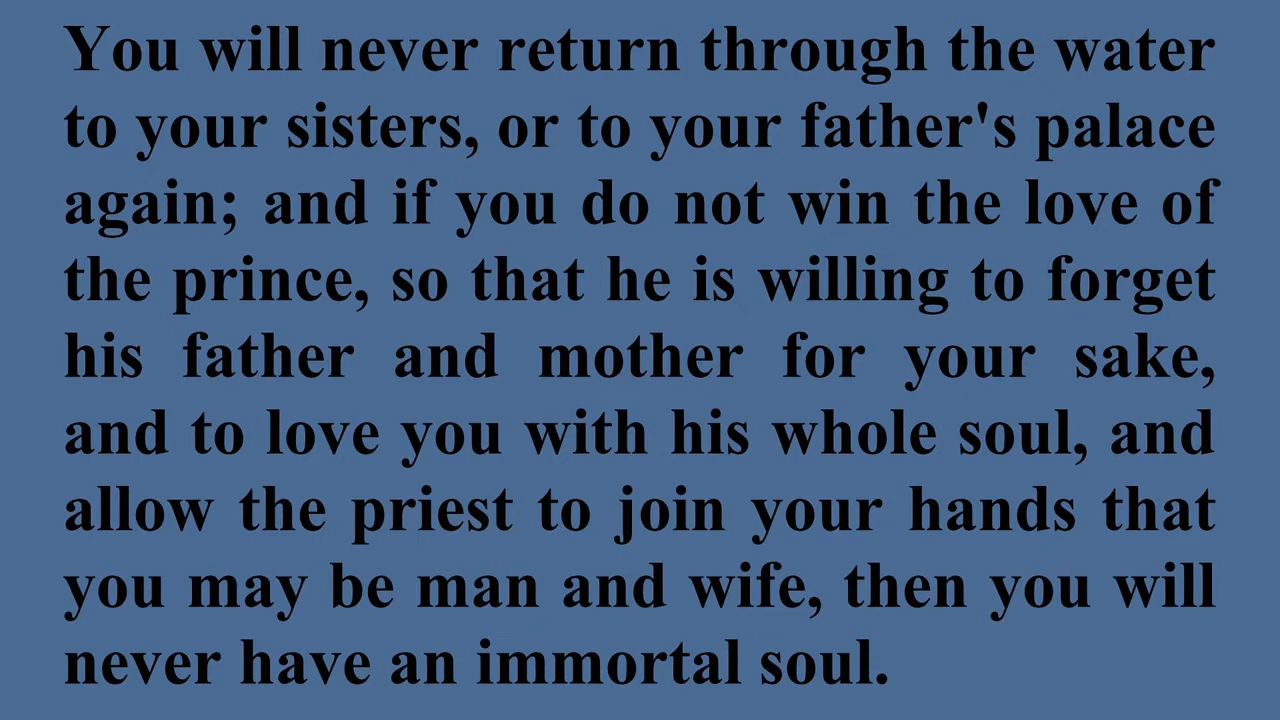 You will never return through the water
to your sisters, or to your father's palace
again; and if you do not win the love of
the prince, so that he is willing to forget
his father and mother for your sake,
and to love you with his whole soul, and
allow the priest to join your hands that
you may be man and wife, then you will
never have an immortal soul.